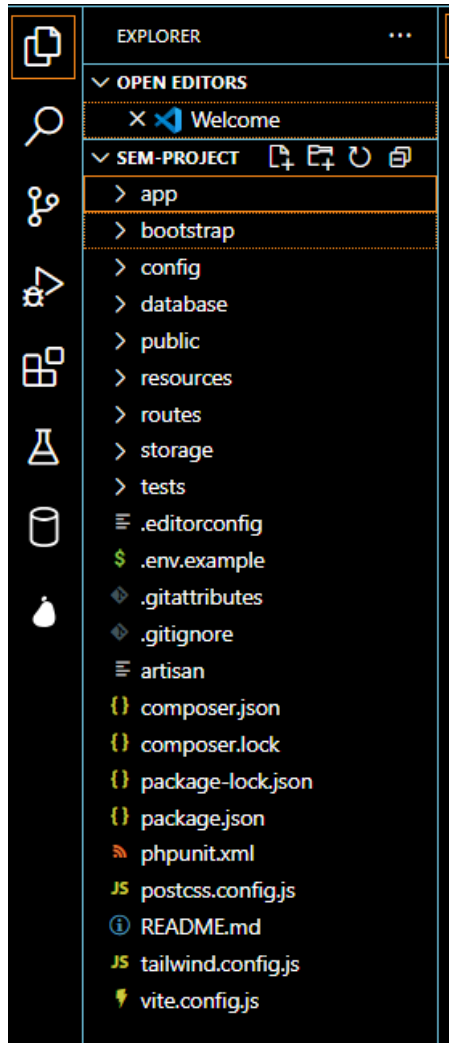 EXPLORER ...
OPEN EDITORS
Welcome
SEM-PROJECT
app
bootstrap
config
database
public
resources
routes
storage
tests
.editorconfig
$ .env.example
.gitattributes
.gitignore
artisan
{} composer.json
{} composer.lock
{} package-lock.json
{} package.json
phpunit.xml
JS postcss.config.js
README.md
JS tailwind.config.js
vite.config.js